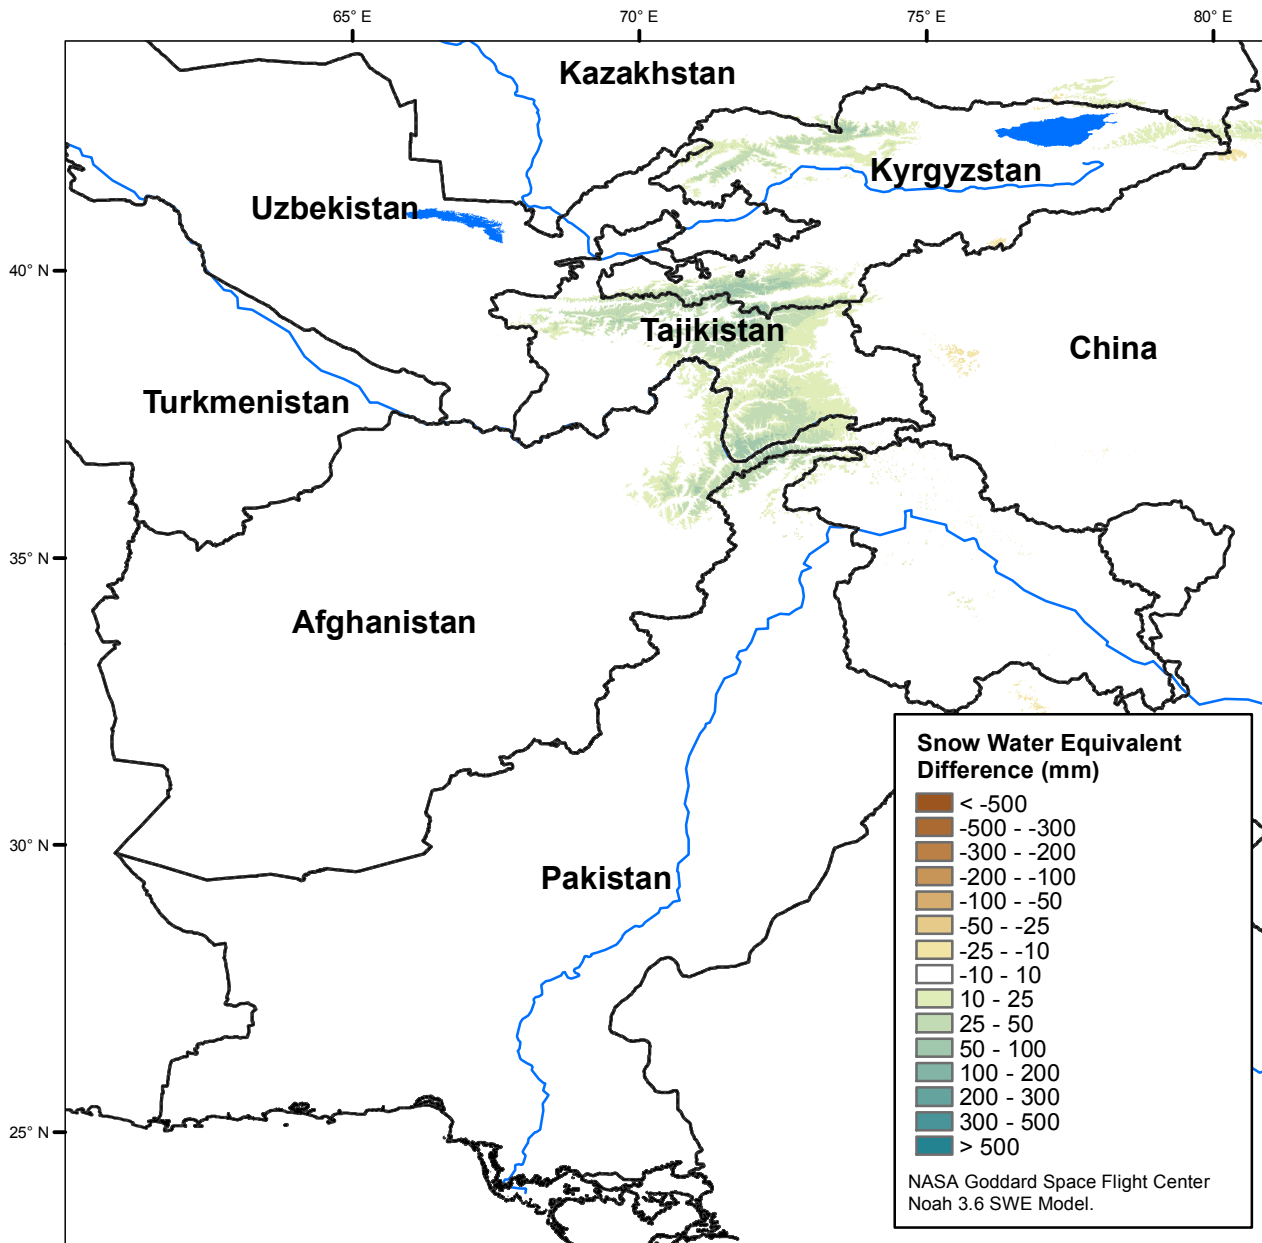 65° E
70° E
75° E
80° E
Kazakhstan
Kyrgyzstan
Uzbekistan
40° N
Tajikistan
China
Turkmenistan
35° N
Afghanistan
Snow Water Equivalent
Difference (mm)
< -500
-500 - -300
-300 - -200
-200 - -100
-100 - -50
-50 - -25
-25 - -10
-10 - 10
10 - 25
25 - 50
50 - 100
100 - 200
200 - 300
300 - 500
> 500
NASA Goddard Space Flight Center
Noah 3.6 SWE Model.
30° N
Pakistan
25° N